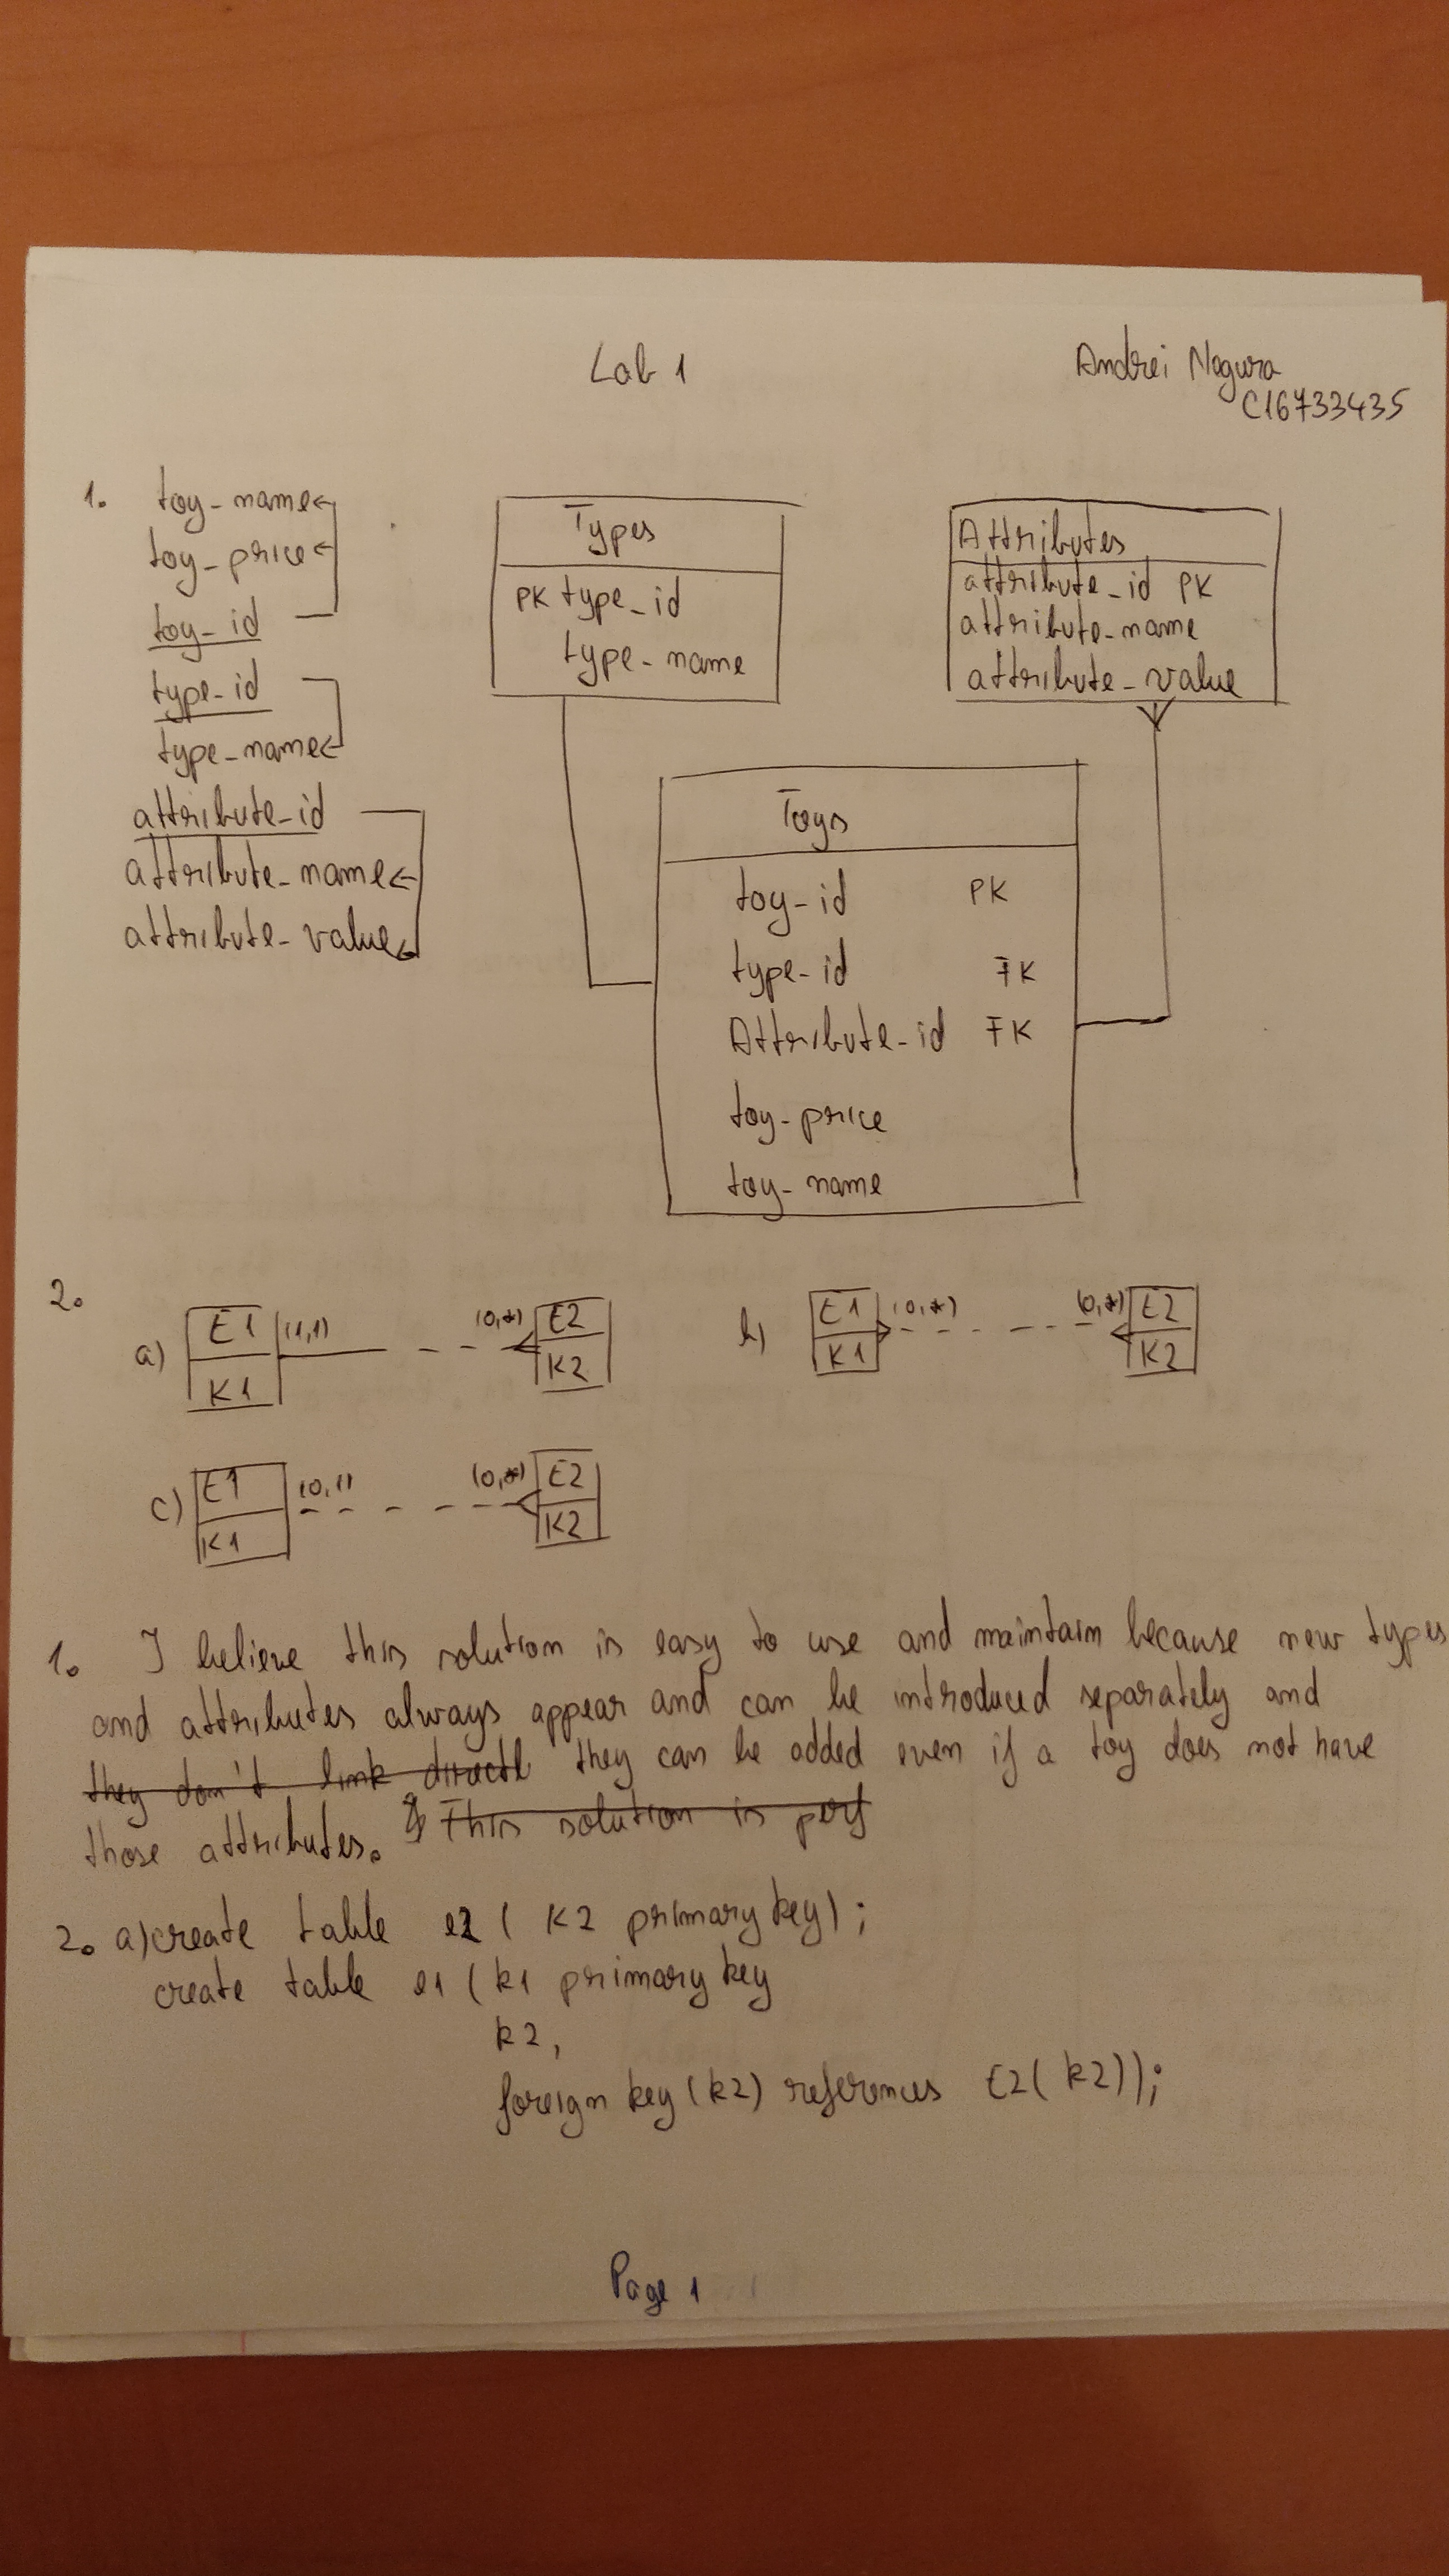 Lab 1
Andrei Nogura
C16733435
1. toy-name
toy-price
toy-id
type-id
type-name
attribute-id
attribute-name
attribute-value
Types
PK type-id
type-name
Attributes
attribute-id PK
attribute-name
attribute-value
Toys
toy-id PK
type-id FK
Attribute-id FK
toy-price
toy-name
2.
a) E1 (1,1) (0,*) E2
K1 K2
b) E1 (0,*) (0,*) E2
K1 K2
c) E1 (0,1) (0,*) E2
K1 K2
1. I believe this solution is easy to use and maintain because new types
and attributes always appear and can be introduced separately and
they don't link directl they can be added even if a toy does not have
those attributes. This solution is perf
2. a) create table e2 ( K2 primary key);
create table e1 ( k1 primary key
k2,
foreign key (k2) references E2( k2));
Page 1